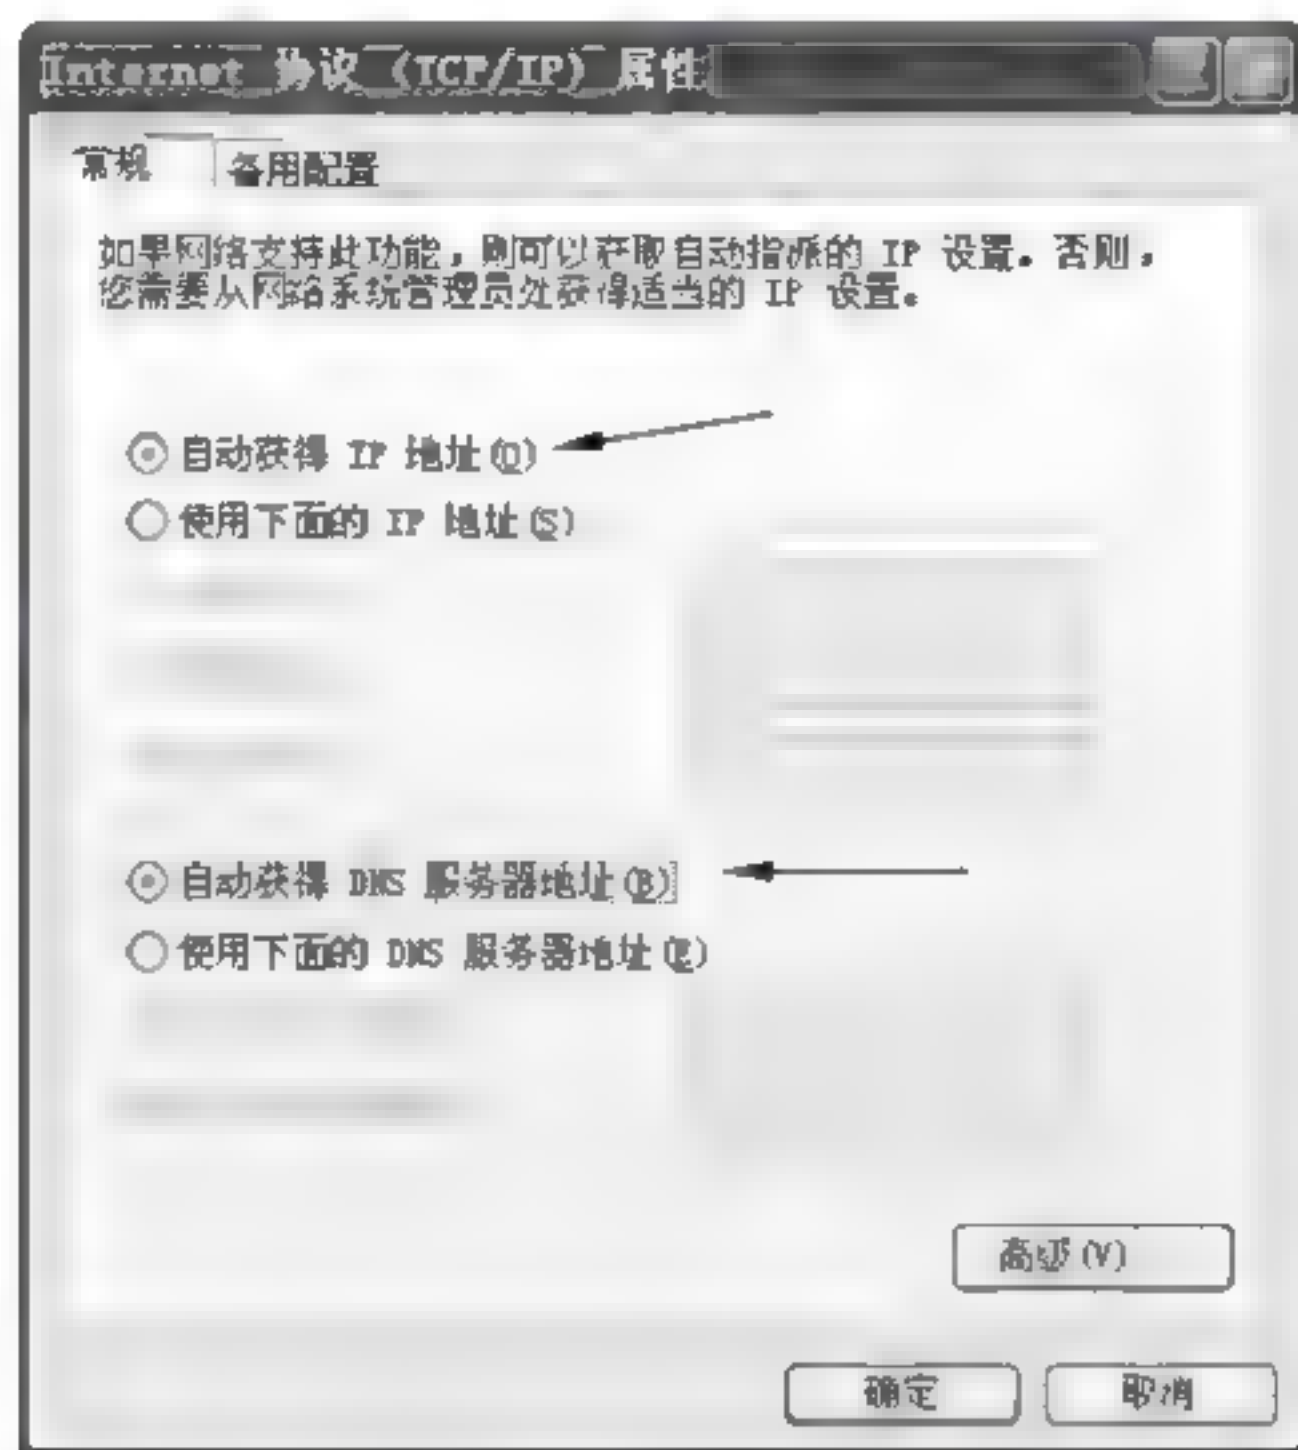 Internet 协议 (TCP/IP) 属性
常规
备用配置
如果网络支持此功能，则可以获取自动指派的 IP 设置。否则，
您需要从网络系统管理员处获得适当的 IP 设置。
自动获得 IP 地址(O)
使用下面的 IP 地址(S)
自动获得 DNS 服务器地址(B)
使用下面的 DNS 服务器地址(E)
高级(V)
确定
取消